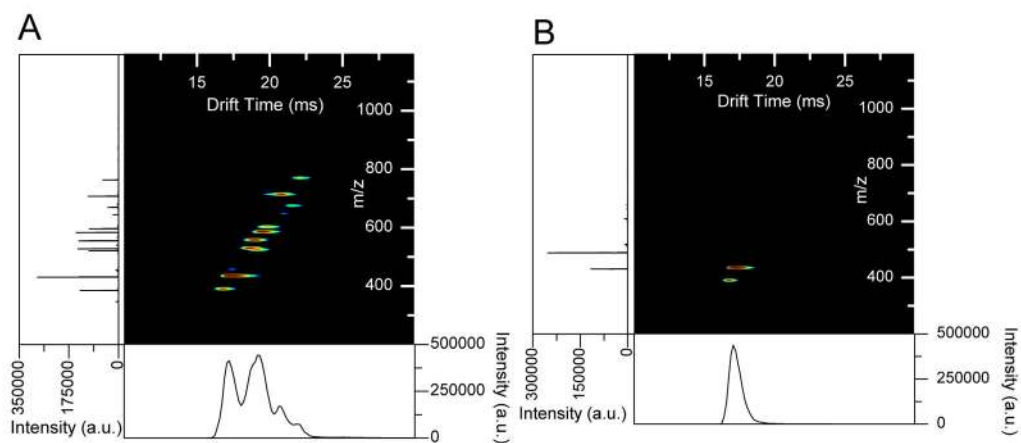 A
15 20 25
Drift Time (ms)
1000
800
m/z
600
400
500000
250000
0
Intensity (a.u.)
350000
175000
0
Intensity (a.u.)
B
15 20 25
Drift Time (ms)
1000
800
m/z
600
400
500000
250000
0
Intensity (a.u.)
300000
150000
0
Intensity (a.u.)